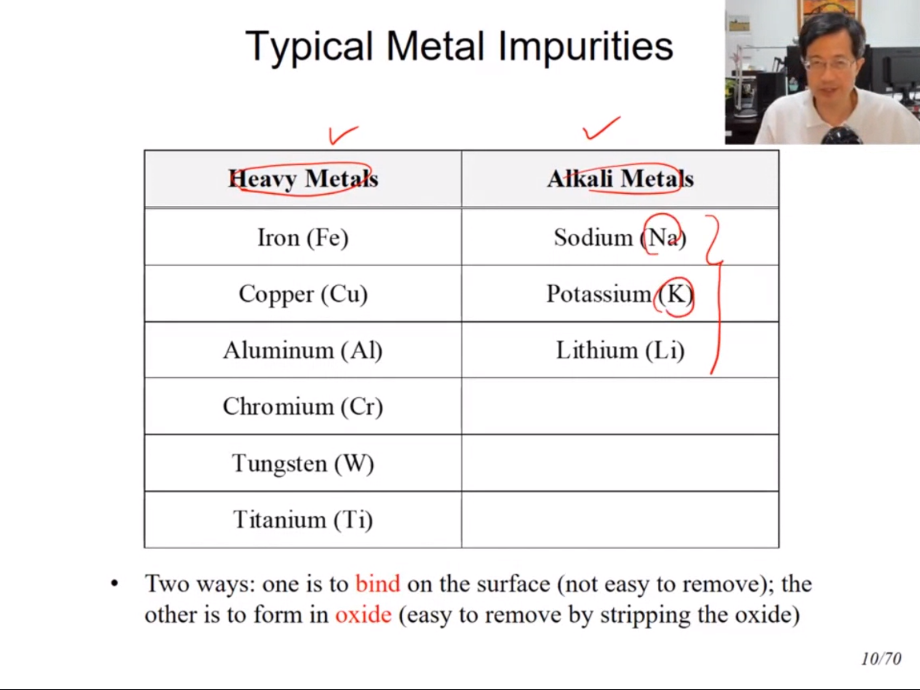 Typical Metal Impurities
Heavy Metals Alkali Metals
Iron (Fe) Sodium (Na)
Copper (Cu) Potassium (K)
Aluminum (Al) Lithium (Li)
Chromium (Cr)
Tungsten (W)
Titanium (Ti)
• Two ways: one is to bind on the surface (not easy to remove); the
other is to form in oxide (easy to remove by stripping the oxide)
10/70